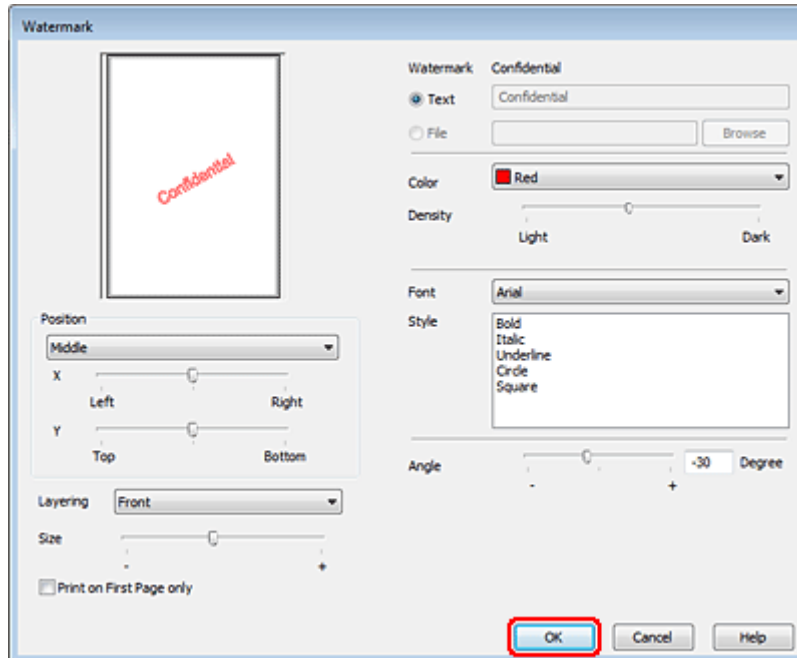 Watermark
Confidential
Position
Middle
X
Left Right
Y
Top Bottom
Layering Front
Size
- +
Print on First Page only
Watermark Confidential
Text Confidential
File Browse
Color Red
Density
Light Dark
Font Arial
Style
Bold
Italic
Underline
Circle
Square
Angle -30 Degree
- +
OK Cancel Help